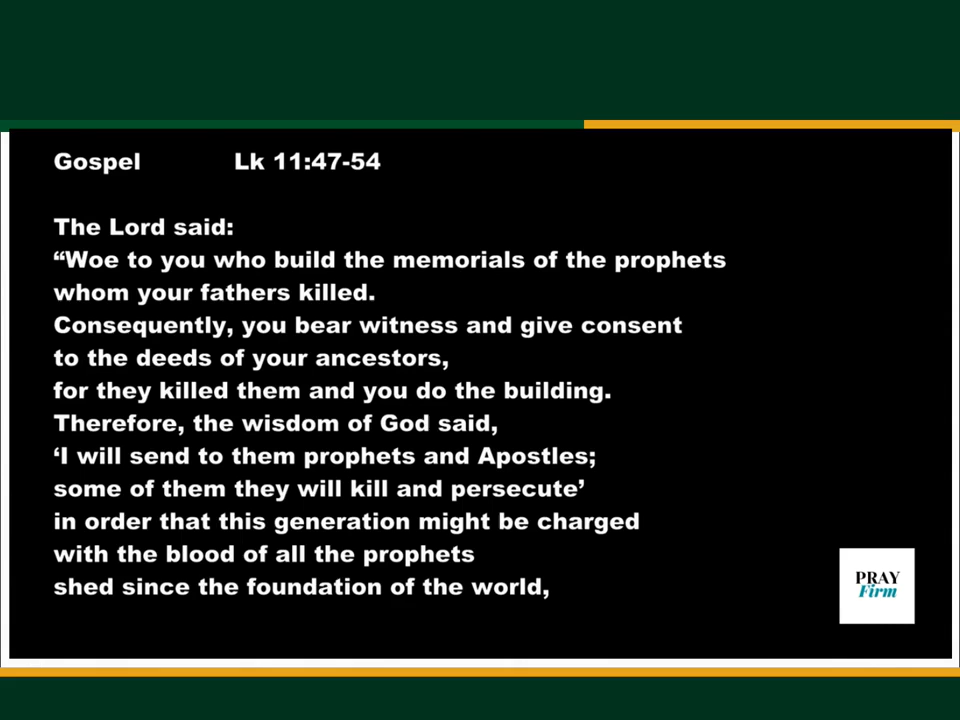 Gospel Lk 11:47-54
The Lord said:
“Woe to you who build the memorials of the prophets
whom your fathers killed.
Consequently, you bear witness and give consent
to the deeds of your ancestors,
for they killed them and you do the building.
Therefore, the wisdom of God said,
‘I will send to them prophets and Apostles;
some of them they will kill and persecute’
in order that this generation might be charged
with the blood of all the prophets
shed since the foundation of the world,
PRAY
Firm